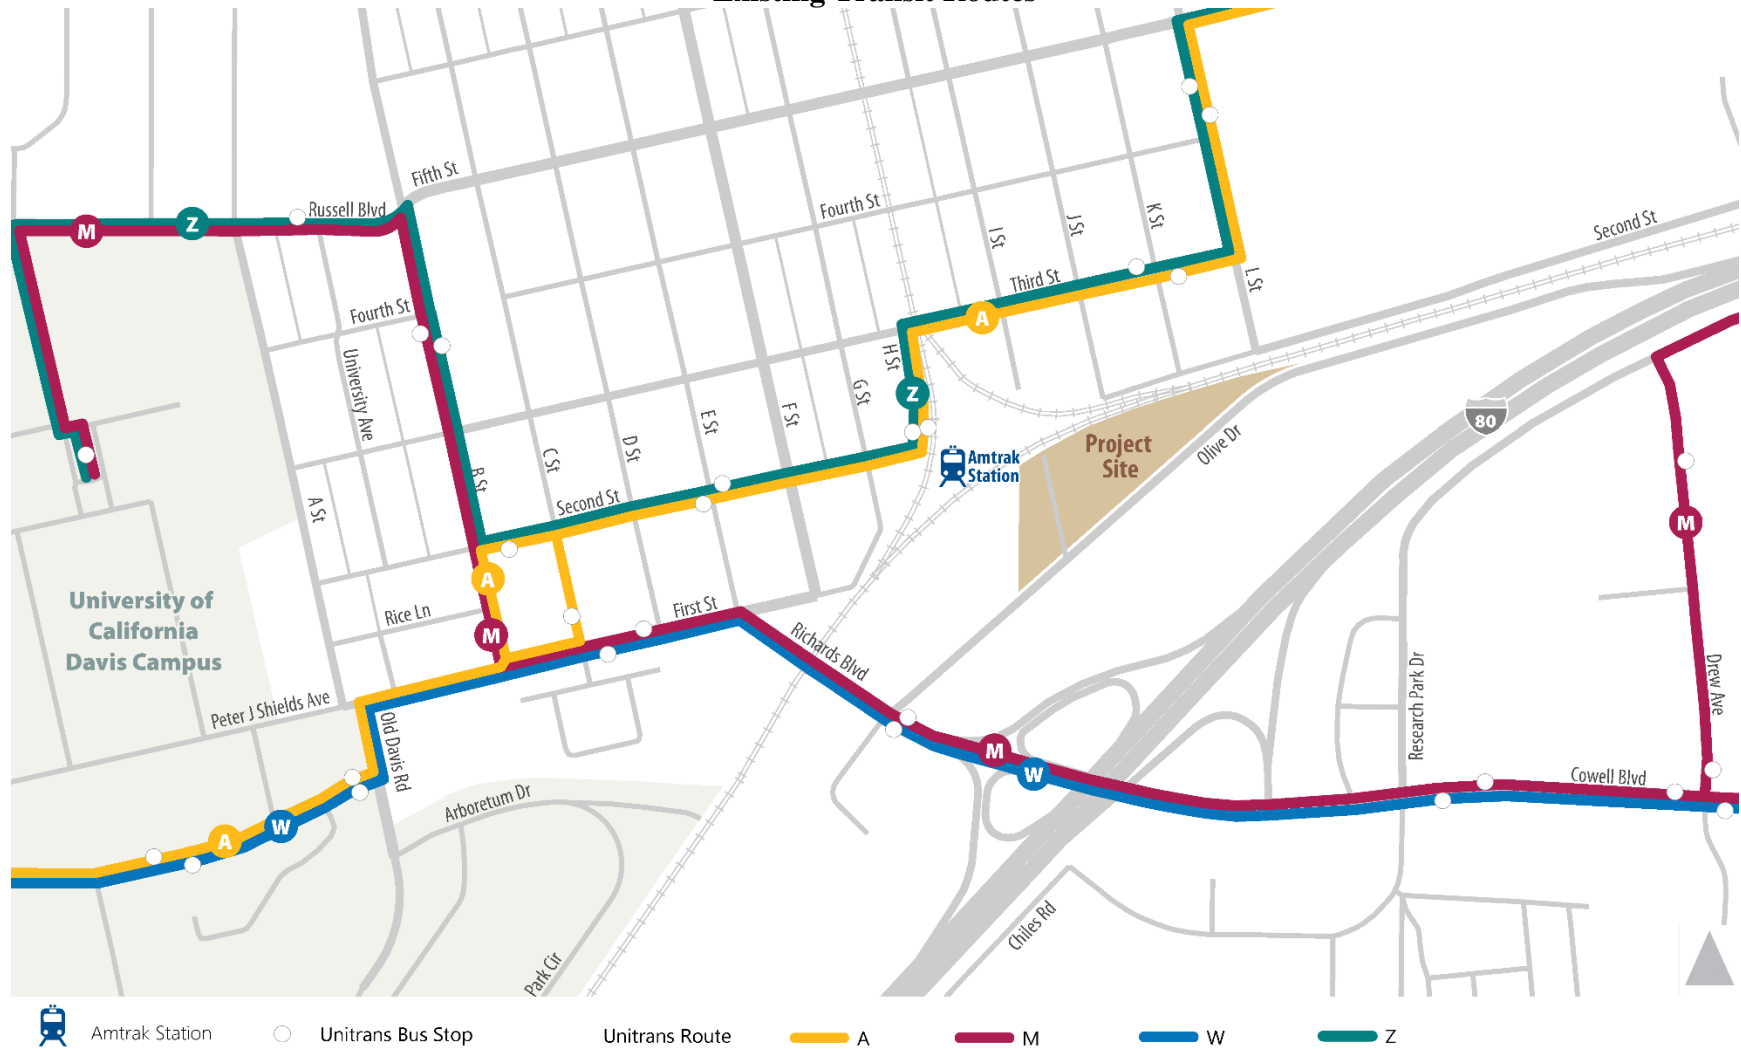 Existing Transit Routes
Fifth St
Russell Blvd
M
Z
Fourth St
K St
J St
I St
Second St
Third St
L St
A
Fourth St
University Ave
H St
Z
G St
F St
E St
D St
C St
B St
A St
Second St
Amtrak
Station
Project
Site
Olive Dr
80
M
University of
California
Davis Campus
A
Rice Ln
M
First St
Richards Blvd
Peter J Shields Ave
Old Davis Rd
Research Park Dr
Drew Ave
M
W
Cowell Blvd
Arboretum Dr
A
W
Chiles Rd
Park Cir
Amtrak Station
Unitrans Bus Stop
Unitrans Route
A
M
W
Z